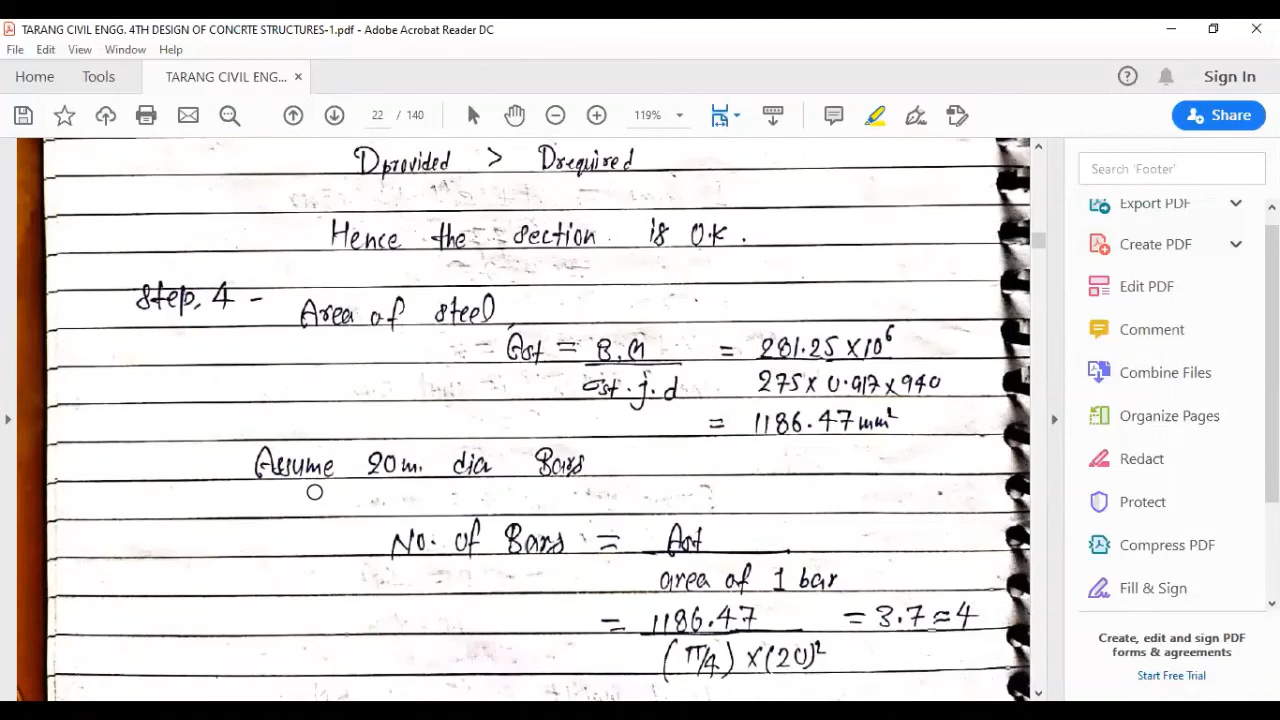 TARANG CIVIL ENGG. 4TH DESIGN OF CONCRTE STRUCTURES-1.pdf - Adobe Acrobat Reader DC
File Edit View Window Help
Home Tools TARANG CIVIL ENG... × Sign In
22 / 140 119% Share
Dprovided > Drequired
Hence the section is O.K.
Step. 4 - Area of steel
Ast = B.M / σst.j.d = 281.25 X10⁶ / 275 x 0.917 x 940
= 1186.47 mm²
Assume 20m. dia Bars
No. of Bars = Ast / area of 1 bar
= 1186.47 / (π/4) x (20)² = 3.7 ≈ 4
Search 'Footer'
Export PDF
Create PDF
Edit PDF
Comment
Combine Files
Organize Pages
Redact
Protect
Compress PDF
Fill & Sign
Create, edit and sign PDF
forms & agreements
Start Free Trial